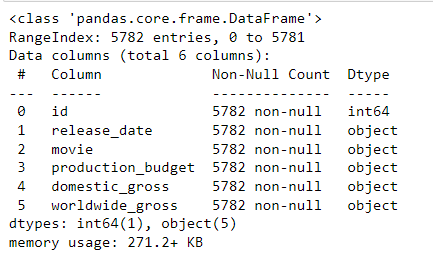 <class 'pandas.core.frame.DataFrame'>
RangeIndex: 5782 entries, 0 to 5781
Data columns (total 6 columns):
 #   Column             Non-Null Count  Dtype
---  ------             --------------  -----
 0   id                 5782 non-null   int64
 1   release_date       5782 non-null   object
 2   movie              5782 non-null   object
 3   production_budget  5782 non-null   object
 4   domestic_gross     5782 non-null   object
 5   worldwide_gross    5782 non-null   object
dtypes: int64(1), object(5)
memory usage: 271.2+ KB